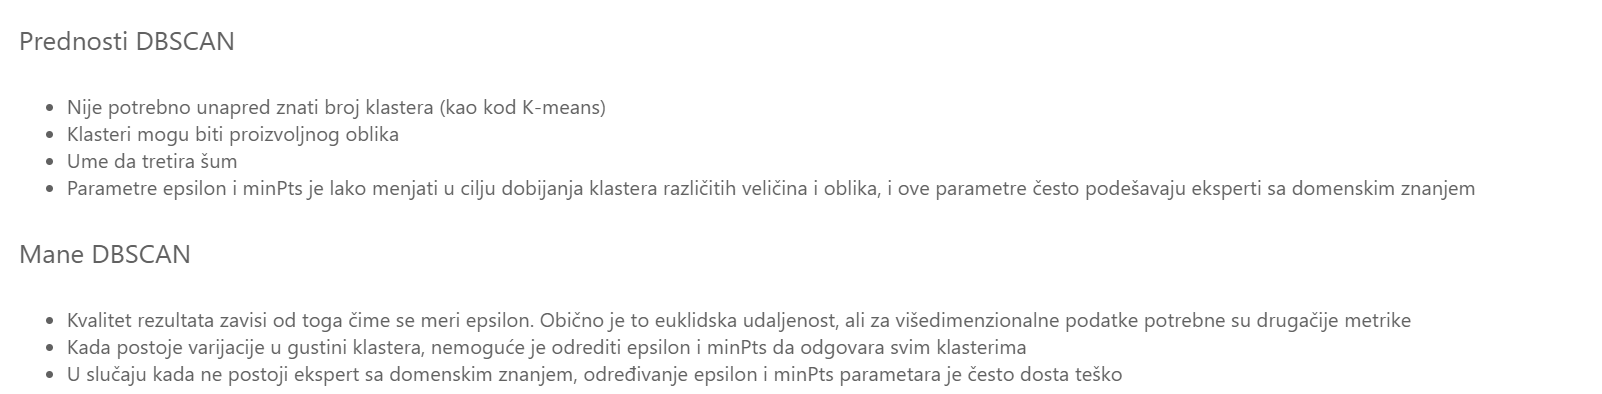 Prednosti DBSCAN
• Nije potrebno unapred znati broj klastera (kao kod K-means)
• Klasteri mogu biti proizvoljnog oblika
• Ume da tretira šum
• Parametre epsilon i minPts je lako menjati u cilju dobijanja klastera različitih veličina i oblika, i ove parametre često podešavaju eksperti sa domenskim znanjem
Mane DBSCAN
• Kvalitet rezultata zavisi od toga čime se meri epsilon. Obično je to euklidska udaljenost, ali za višedimenzionalne podatke potrebne su drugačije metrike
• Kada postoje varijacije u gustini klastera, nemoguće je odrediti epsilon i minPts da odgovara svim klasterima
• U slučaju kada ne postoji ekspert sa domenskim znanjem, određivanje epsilon i minPts parametara je često dosta teško